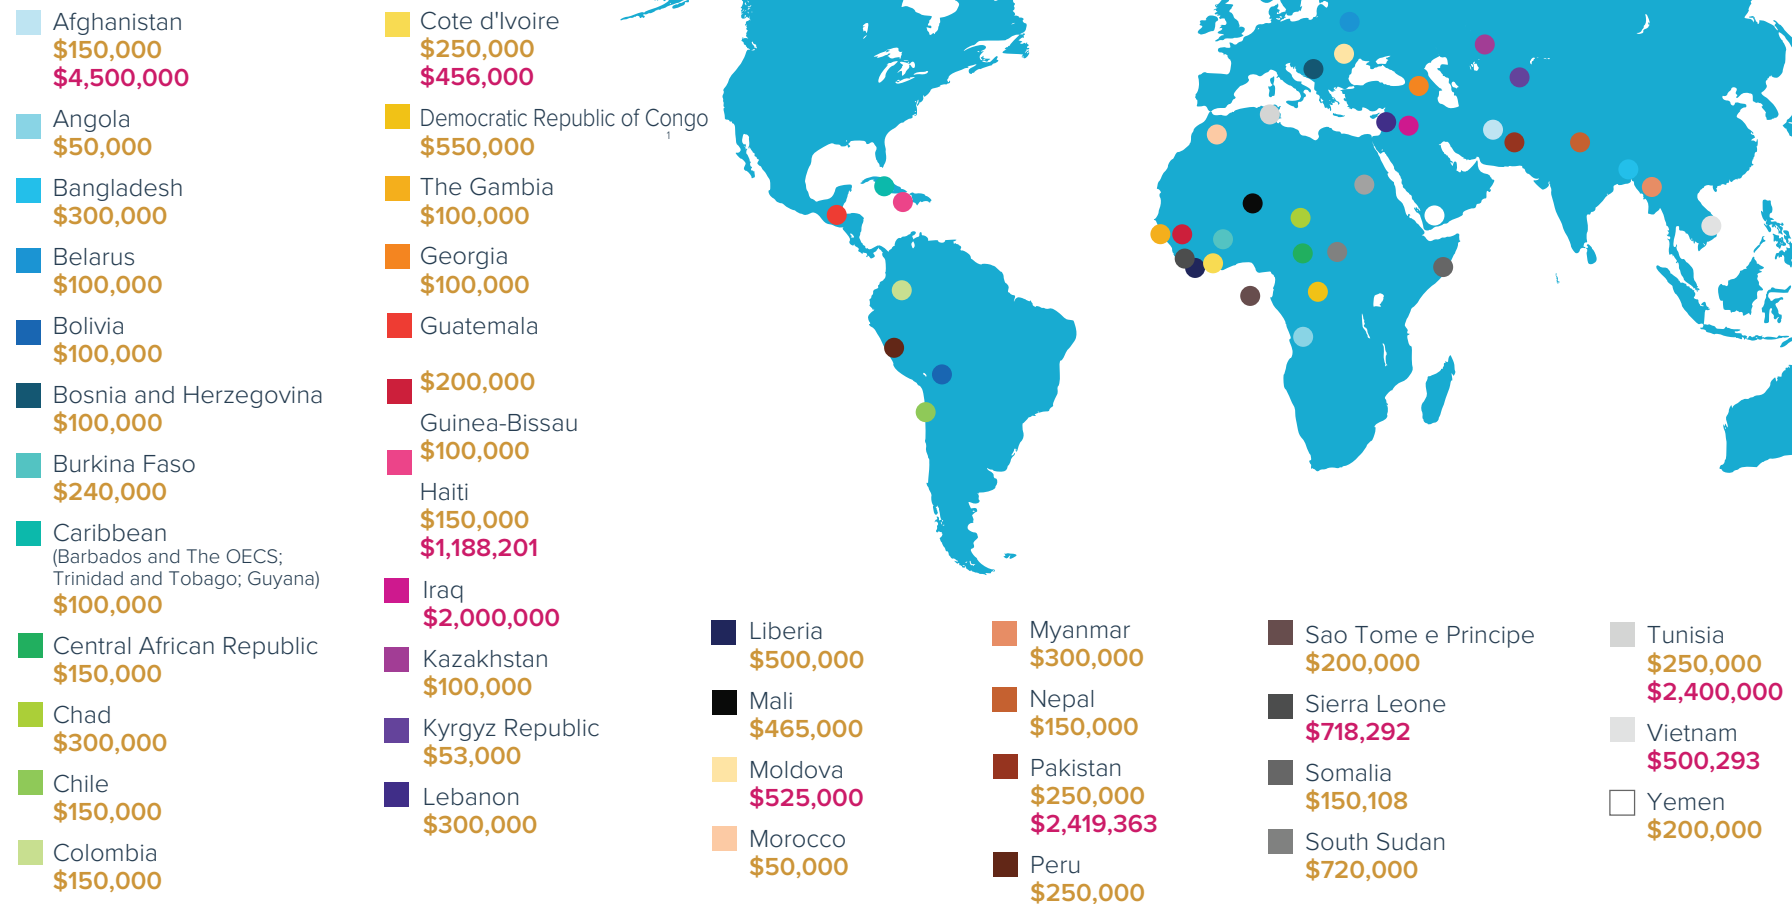 Afghanistan
$150,000
$4,500,000
Angola
$50,000
Bangladesh
$300,000
Belarus
$100,000
Bolivia
$100,000
Bosnia and Herzegovina
$100,000
Burkina Faso
$240,000
Caribbean
(Barbados and The OECS;
Trinidad and Tobago; Guyana)
$100,000
Central African Republic
$150,000
Chad
$300,000
Chile
$150,000
Colombia
$150,000
Cote d'Ivoire
$250,000
$456,000
Democratic Republic of Congo
1
$550,000
The Gambia
$100,000
Georgia
$100,000
Guatemala
$200,000
Guinea-Bissau
$100,000
Haiti
$150,000
$1,188,201
Iraq
$2,000,000
Kazakhstan
$100,000
Kyrgyz Republic
$53,000
Lebanon
$300,000
Liberia
$500,000
Mali
$465,000
Moldova
$525,000
Morocco
$50,000
Myanmar
$300,000
Nepal
$150,000
Pakistan
$250,000
$2,419,363
Peru
$250,000
Sao Tome e Principe
$200,000
Sierra Leone
$718,292
Somalia
$150,108
South Sudan
$720,000
Tunisia
$250,000
$2,400,000
Vietnam
$500,293
Yemen
$200,000